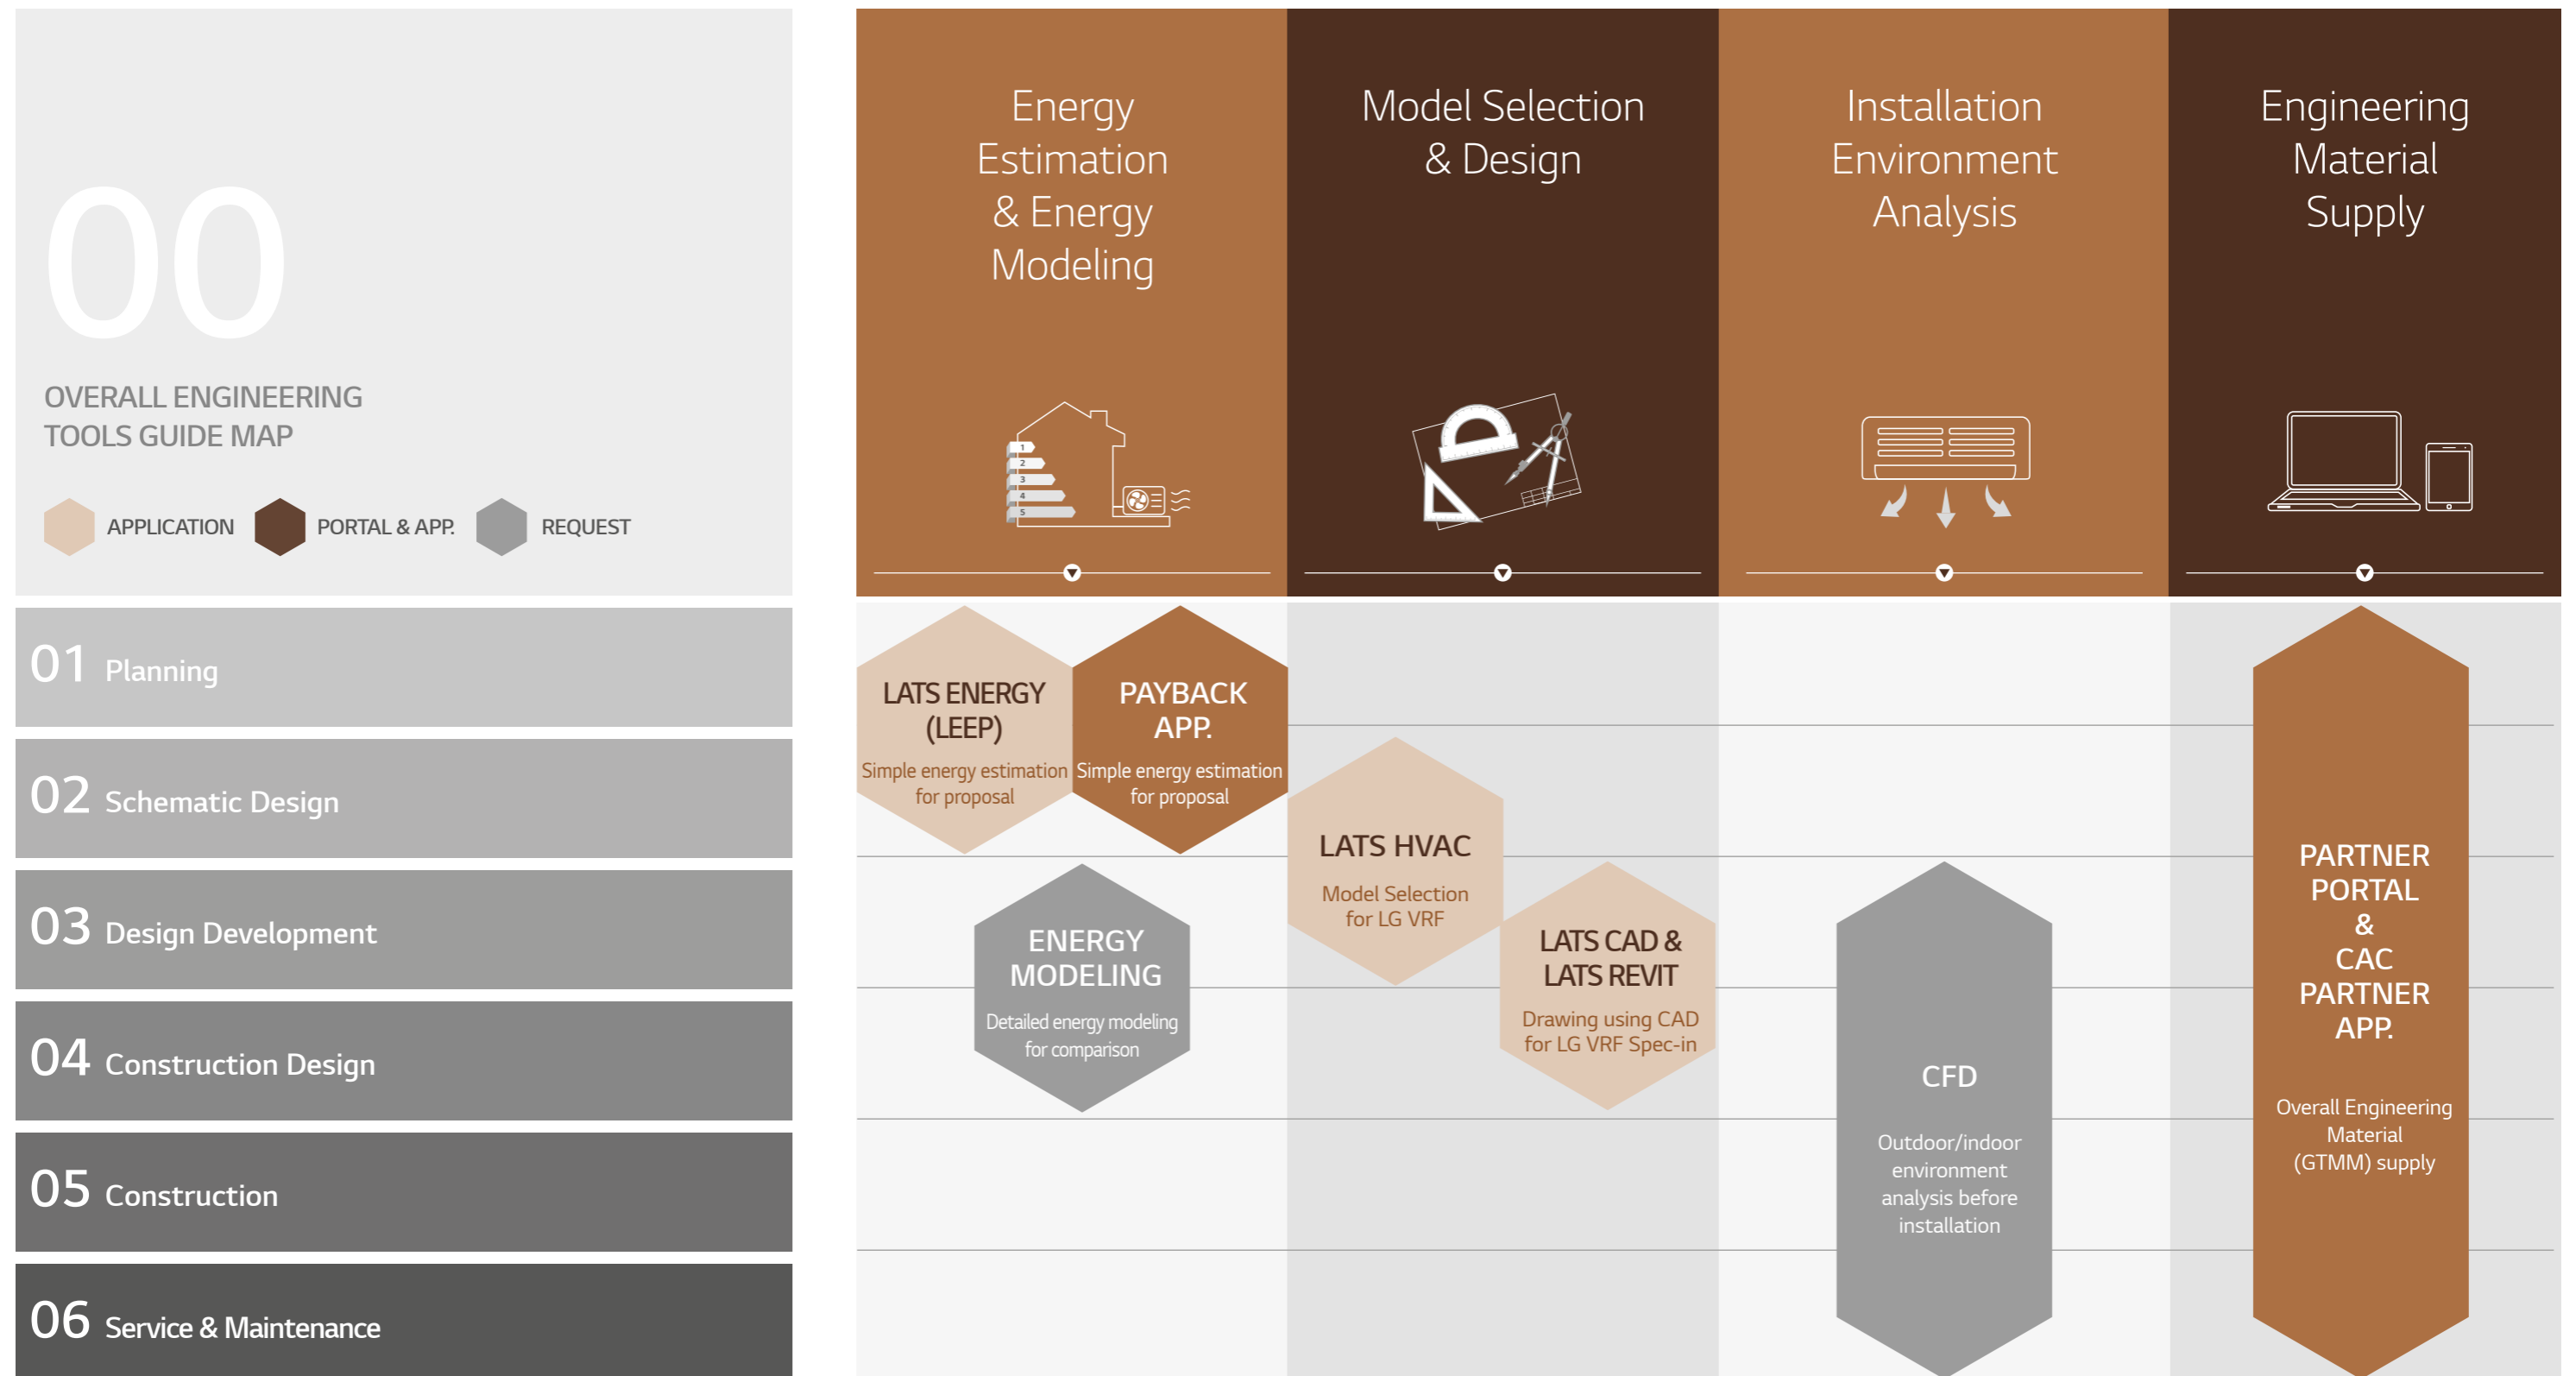 00
OVERALL ENGINEERING
TOOLS GUIDE MAP
APPLICATION
PORTAL & APP.
REQUEST
Energy
Estimation
& Energy
Modeling
1
2
3
4
5
Model Selection
& Design
Installation
Environment
Analysis
Engineering
Material
Supply
01 Planning
02 Schematic Design
03 Design Development
04 Construction Design
05 Construction
06 Service & Maintenance
LATS ENERGY
(LEEP)
Simple energy estimation
for proposal
PAYBACK
APP.
Simple energy estimation
for proposal
ENERGY
MODELING
Detailed energy modeling
for comparison
LATS HVAC
Model Selection
for LG VRF
LATS CAD &
LATS REVIT
Drawing using CAD
for LG VRF Spec-in
CFD
Outdoor/indoor
environment
analysis before
installation
PARTNER
PORTAL
&
CAC
PARTNER
APP.
Overall Engineering
Material
(GTMM) supply